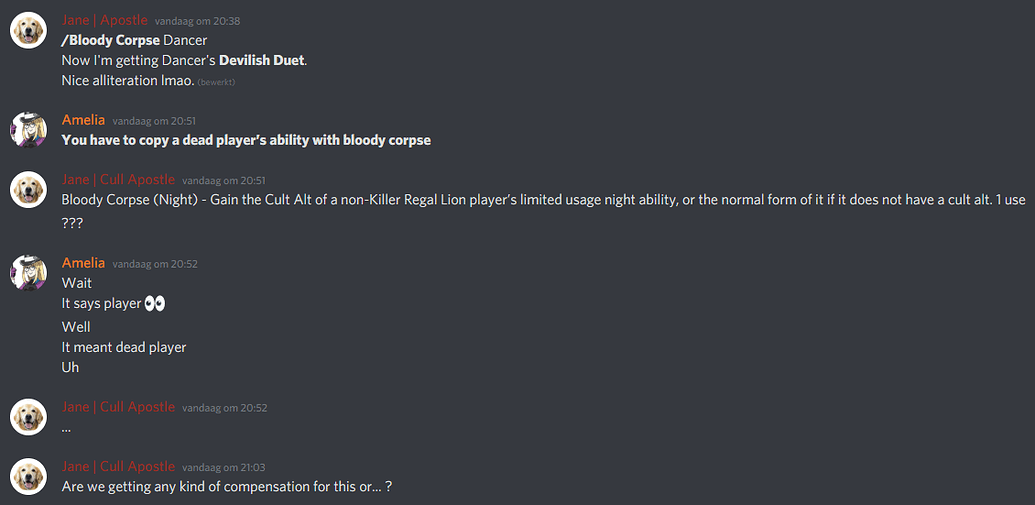 Jane | Apostle vandaag om 20:38
/Bloody Corpse Dancer
Now I'm getting Dancer's Devilish Duet.
Nice alliteration lmao. (bewerkt)
Amelia vandaag om 20:51
You have to copy a dead player's ability with bloody corpse
Jane | Cull Apostle vandaag om 20:51
Bloody Corpse (Night) - Gain the Cult Alt of a non-Killer Regal Lion player's limited usage night ability, or the normal form of it if it does not have a cult alt. 1 use
???
Amelia vandaag om 20:52
Wait
It says player 👀
Well
It meant dead player
Uh
Jane | Cull Apostle vandaag om 20:52
...
Jane | Cull Apostle vandaag om 21:03
Are we getting any kind of compensation for this or... ?